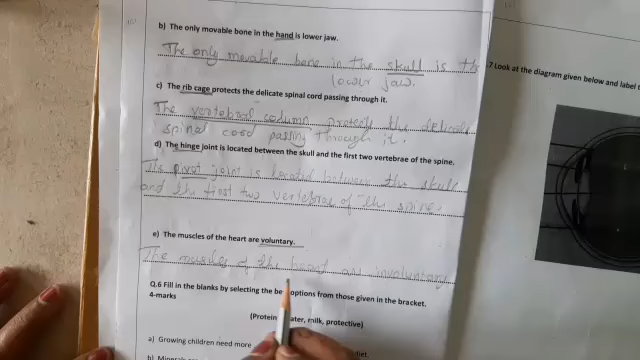 b) The only movable bone in the hand is lower jaw.
The only movable bone in the skull is the
lower jaw.
7 Look at the diagram given below and label t
c) The rib cage protects the delicate spinal cord passing through it.
The vertebral column protects the delicate
spinal cord passing through it.
d) The hinge joint is located between the skull and the first two vertebrae of the spine.
The pivot joint is located between the skull
and the first two vertebrae of the spine.
e) The muscles of the heart are voluntary.
The muscles of the heart are involuntary
Q.6 Fill in the blanks by selecting the options from those given in the bracket.
4-marks
(Protein milk, protective)
a) Growing children need more diet.